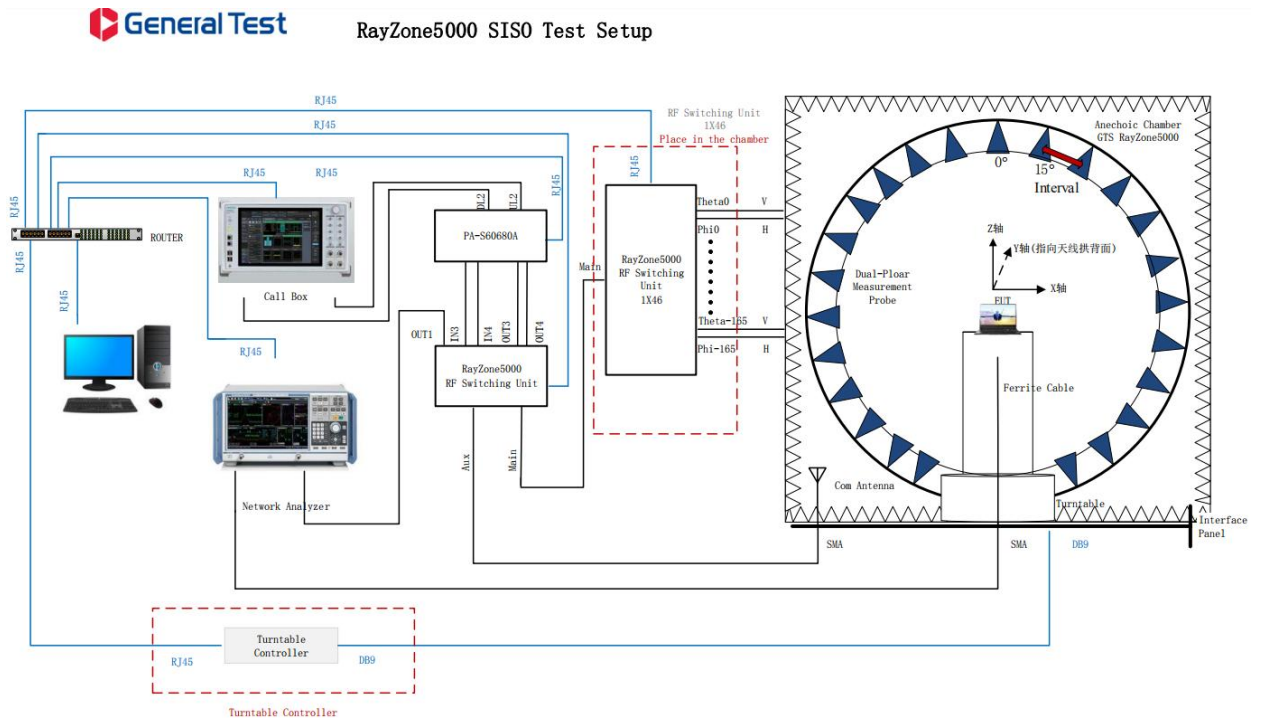 General Test
RayZone5000 SISO Test Setup
RJ45
RJ45
RJ45
RJ45
RJ45
RJ45
RJ45
RJ45
RJ45
RJ45
ROUTER
Call Box
Network Analyzer
DL2
UL2
PA-S60680A
OUT1
IN3
IN4
OUT3
OUT4
RayZone5000
RF Switching Unit
Aux
Main
RF Switching Unit
1X46
Place in the chamber
Main
RayZone5000
RF Switching
Unit
1X46
Theta0 V
Phi0 H
Theta-165 V
Phi-165 H
Anechoic Chamber
GTS RayZone5000
0°
15°
Interval
Dual-Ploar
Measurement
Probe
Z轴
Y轴(指向天线拱背面)
X轴
EUT
Ferrite Cable
Com Antenna
Turntable
Interface
Panel
SMA
SMA
DB9
Turntable
Controller
RJ45
DB9
Turntable Controller